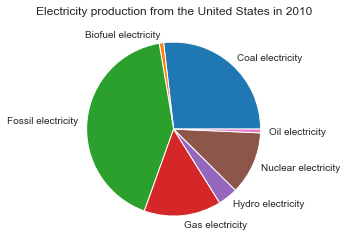 Electricity production from the United States in 2010
Biofuel electricity
Coal electricity
Fossil electricity
Oil electricity
Nuclear electricity
Hydro electricity
Gas electricity